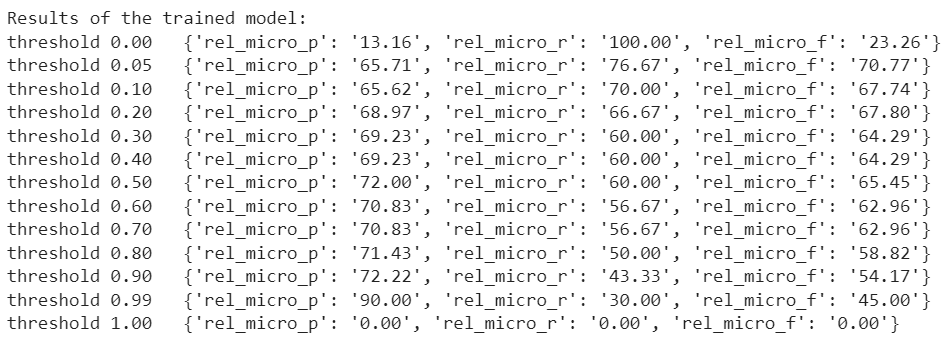 Results of the trained model:
threshold 0.00   {'rel_micro_p': '13.16', 'rel_micro_r': '100.00', 'rel_micro_f': '23.26'}
threshold 0.05   {'rel_micro_p': '65.71', 'rel_micro_r': '76.67', 'rel_micro_f': '70.77'}
threshold 0.10   {'rel_micro_p': '65.62', 'rel_micro_r': '70.00', 'rel_micro_f': '67.74'}
threshold 0.20   {'rel_micro_p': '68.97', 'rel_micro_r': '66.67', 'rel_micro_f': '67.80'}
threshold 0.30   {'rel_micro_p': '69.23', 'rel_micro_r': '60.00', 'rel_micro_f': '64.29'}
threshold 0.40   {'rel_micro_p': '69.23', 'rel_micro_r': '60.00', 'rel_micro_f': '64.29'}
threshold 0.50   {'rel_micro_p': '72.00', 'rel_micro_r': '60.00', 'rel_micro_f': '65.45'}
threshold 0.60   {'rel_micro_p': '70.83', 'rel_micro_r': '56.67', 'rel_micro_f': '62.96'}
threshold 0.70   {'rel_micro_p': '70.83', 'rel_micro_r': '56.67', 'rel_micro_f': '62.96'}
threshold 0.80   {'rel_micro_p': '71.43', 'rel_micro_r': '50.00', 'rel_micro_f': '58.82'}
threshold 0.90   {'rel_micro_p': '72.22', 'rel_micro_r': '43.33', 'rel_micro_f': '54.17'}
threshold 0.99   {'rel_micro_p': '90.00', 'rel_micro_r': '30.00', 'rel_micro_f': '45.00'}
threshold 1.00   {'rel_micro_p': '0.00', 'rel_micro_r': '0.00', 'rel_micro_f': '0.00'}